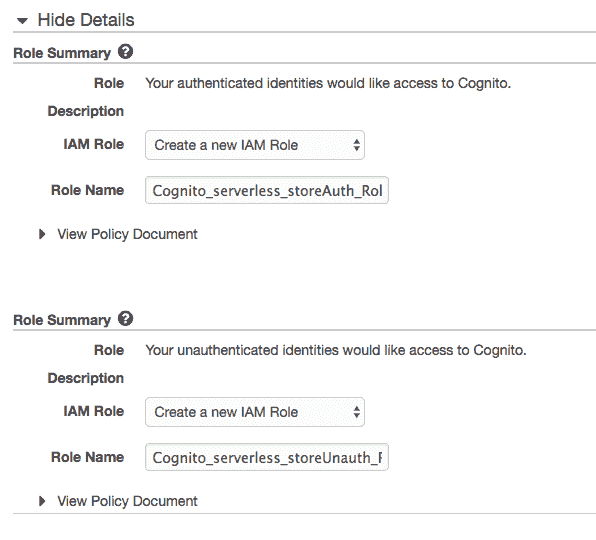 Hide Details
Role Summary ?
Role Your authenticated identities would like access to Cognito.
Description
IAM Role Create a new IAM Role
Role Name Cognito_serverless_storeAuth_Rol
View Policy Document
Role Summary ?
Role Your unauthenticated identities would like access to Cognito.
Description
IAM Role Create a new IAM Role
Role Name Cognito_serverless_storeUnauth_F
View Policy Document